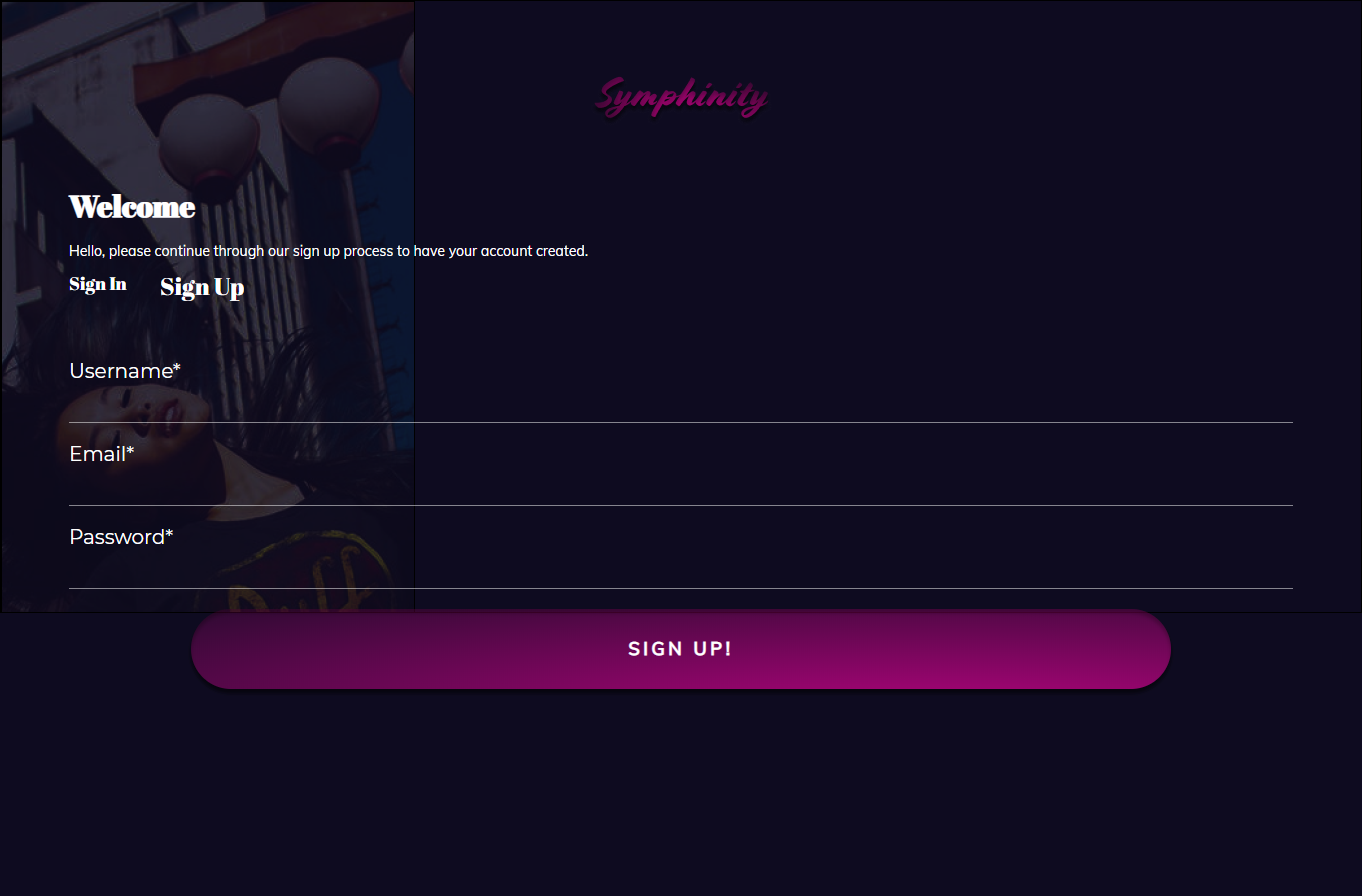 Symphinity
Welcome
Hello, please continue through our sign up process to have your account created.
Sign In Sign Up
Username*
Email*
Password*
SIGN UP!